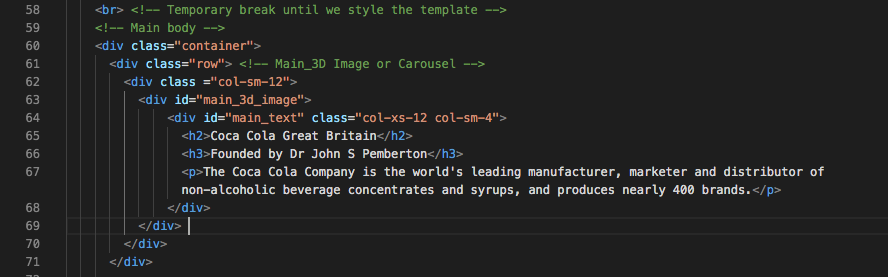 58 <br> <!-- Temporary break until we style the template -->
59 <!-- Main body -->
60 <div class="container">
61 <div class="row"> <!-- Main_3D Image or Carousel -->
62 <div class ="col-sm-12">
63 <div id="main_3d_image">
64 <div id="main_text" class="col-xs-12 col-sm-4">
65 <h2>Coca Cola Great Britain</h2>
66 <h3>Founded by Dr John S Pemberton</h3>
67 <p>The Coca Cola Company is the world's leading manufacturer, marketer and distributor of
non-alcoholic beverage concentrates and syrups, and produces nearly 400 brands.</p>
68 </div>
69 </div>
70 </div>
71 </div>